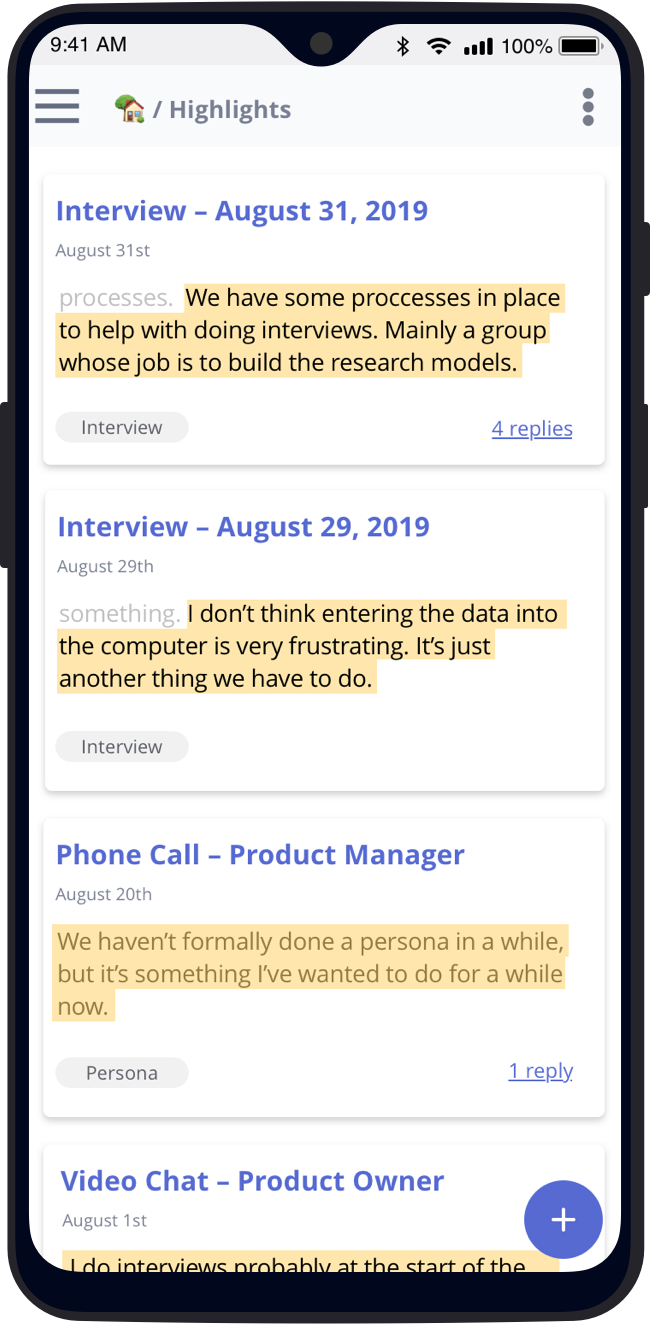 9:41 AM 100%
/ Highlights
Interview – August 31, 2019
August 31st
processes. We have some proccesses in place
to help with doing interviews. Mainly a group
whose job is to build the research models.
Interview 4 replies
Interview – August 29, 2019
August 29th
something. I don’t think entering the data into
the computer is very frustrating. It’s just
another thing we have to do.
Interview
Phone Call – Product Manager
August 20th
We haven’t formally done a persona in a while,
but it’s something I’ve wanted to do for a while
now.
Persona 1 reply
Video Chat – Product Owner
August 1st
+
I do interviews probably at the start of the